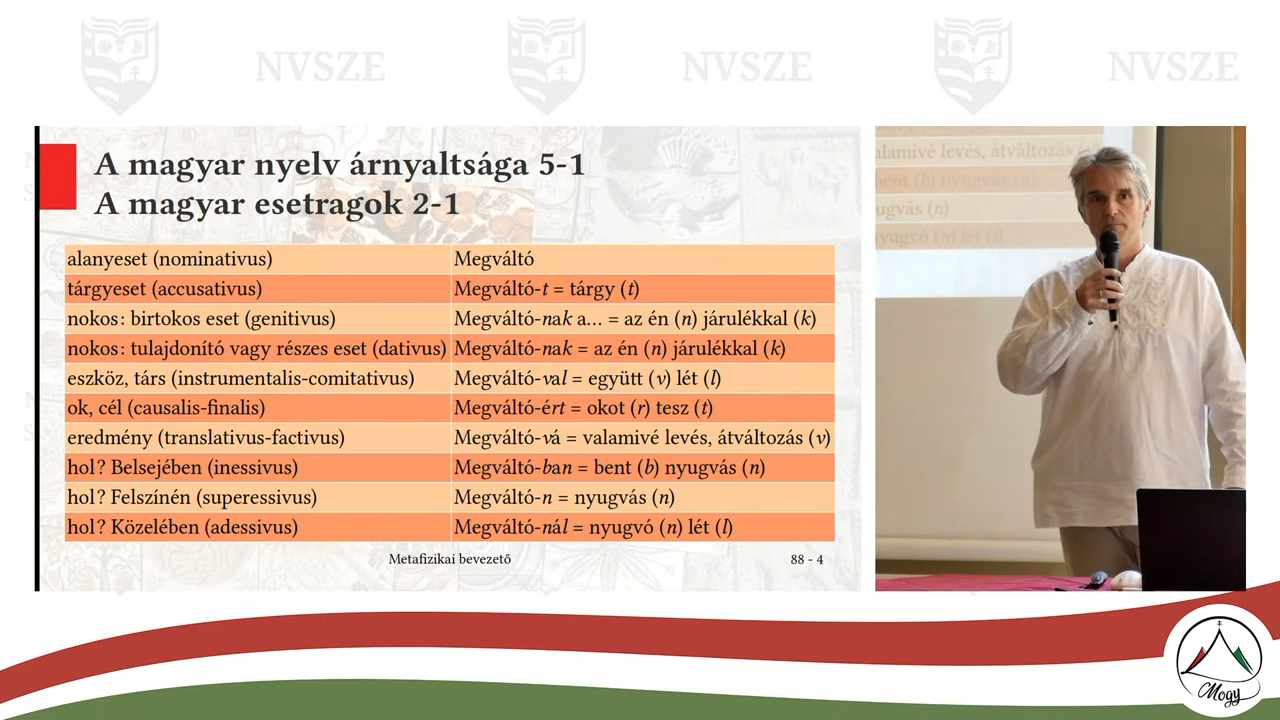 NVSZE NVSZE NVSZE
A magyar nyelv árnyaltsága 5-1
A magyar esetragok 2-1
alanyeset (nominativus) Megváltó
tárgyeset (accusativus) Megváltó-t = tárgy (t)
nokos: birtokos eset (genitivus) Megváltó-nak a... = az én (n) járulékkal (k)
nokos: tulajdonító vagy részes eset (dativus) Megváltó-nak = az én (n) járulékkal (k)
eszköz, társ (instrumentalis-comitativus) Megváltó-val = együtt (v) lét (l)
ok, cél (causalis-finalis) Megváltó-ért = okot (r) tesz (t)
eredmény (translativus-factivus) Megváltó-vá = valamivé levés, átváltozás (v)
hol? Belsejében (inessivus) Megváltó-ban = bent (b) nyugvás (n)
hol? Felszínén (superessivus) Megváltó-n = nyugvás (n)
hol? Közelében (adessivus) Megváltó-nál = nyugvó (n) lét (l)
Metafizikai bevezető 88 - 4
alamivé levés, átváltozás
bent (b) nyugvás (n)
ugvás (n)
nyugvó (n) lét (l)
Mogy